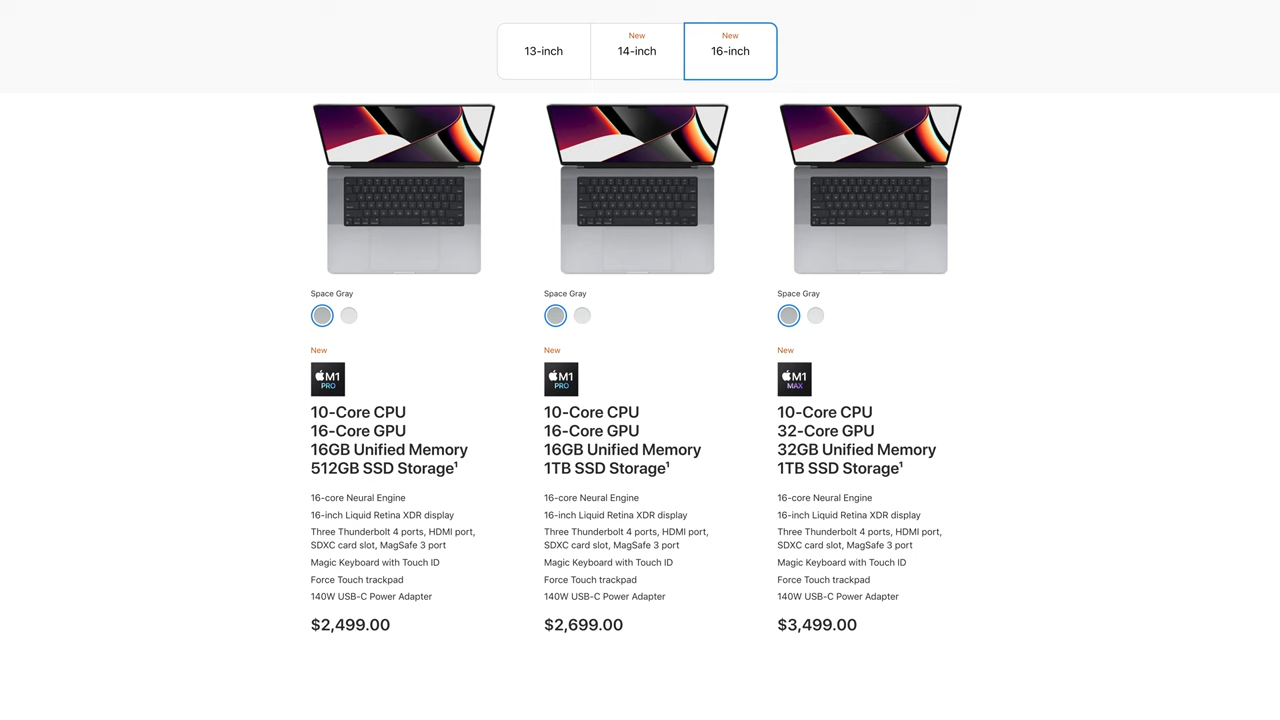 13-inch
New
14-inch
New
16-inch
Space Gray
New
M1
PRO
10-Core CPU
16-Core GPU
16GB Unified Memory
512GB SSD Storage¹
16-core Neural Engine
16-inch Liquid Retina XDR display
Three Thunderbolt 4 ports, HDMI port,
SDXC card slot, MagSafe 3 port
Magic Keyboard with Touch ID
Force Touch trackpad
140W USB-C Power Adapter
$2,499.00
Space Gray
New
M1
PRO
10-Core CPU
16-Core GPU
16GB Unified Memory
1TB SSD Storage¹
16-core Neural Engine
16-inch Liquid Retina XDR display
Three Thunderbolt 4 ports, HDMI port,
SDXC card slot, MagSafe 3 port
Magic Keyboard with Touch ID
Force Touch trackpad
140W USB-C Power Adapter
$2,699.00
Space Gray
New
M1
MAX
10-Core CPU
32-Core GPU
32GB Unified Memory
1TB SSD Storage¹
16-core Neural Engine
16-inch Liquid Retina XDR display
Three Thunderbolt 4 ports, HDMI port,
SDXC card slot, MagSafe 3 port
Magic Keyboard with Touch ID
Force Touch trackpad
140W USB-C Power Adapter
$3,499.00